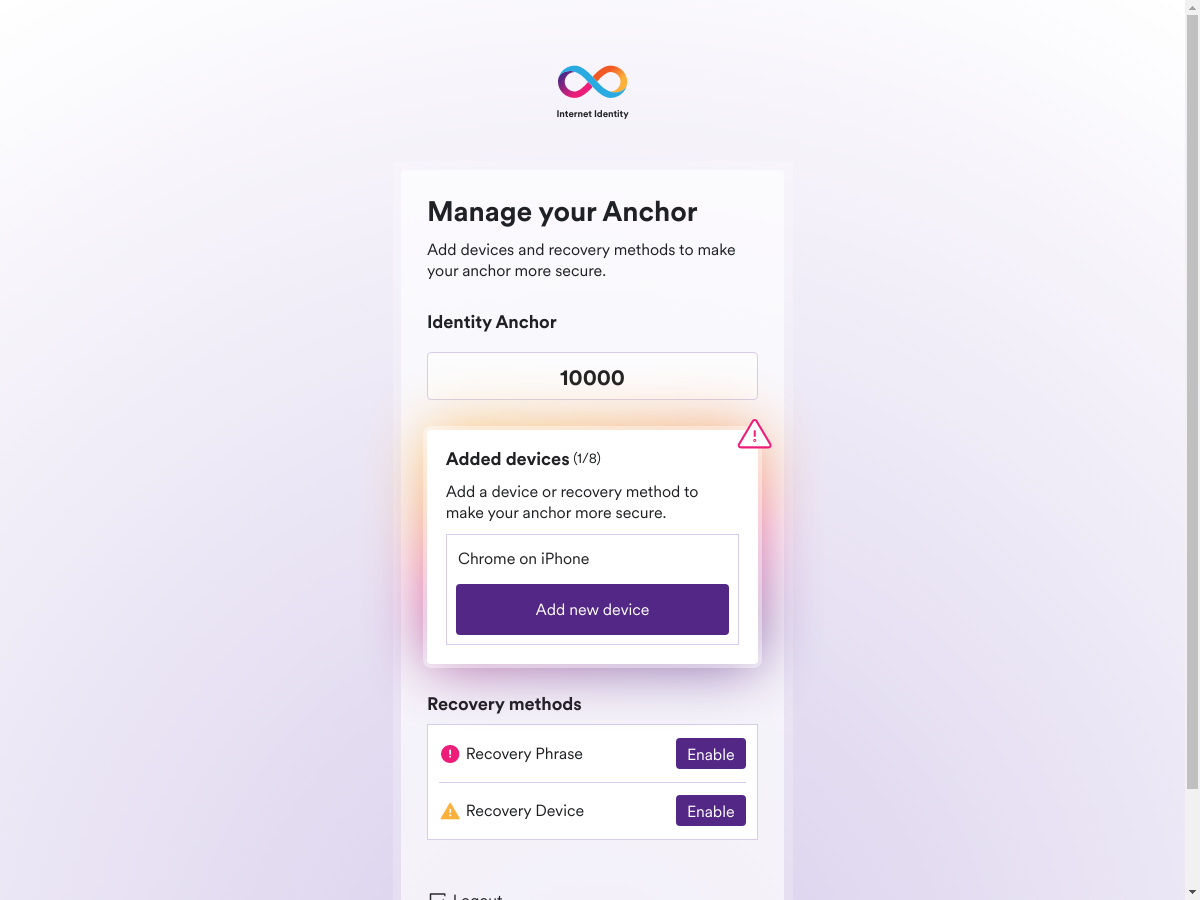 Internet Identity
Manage your Anchor
Add devices and recovery methods to make
your anchor more secure.
Identity Anchor
10000
Added devices (1/8)
Add a device or recovery method to
make your anchor more secure.
Chrome on iPhone
Add new device
Recovery methods
Recovery Phrase Enable
Recovery Device Enable
Logout